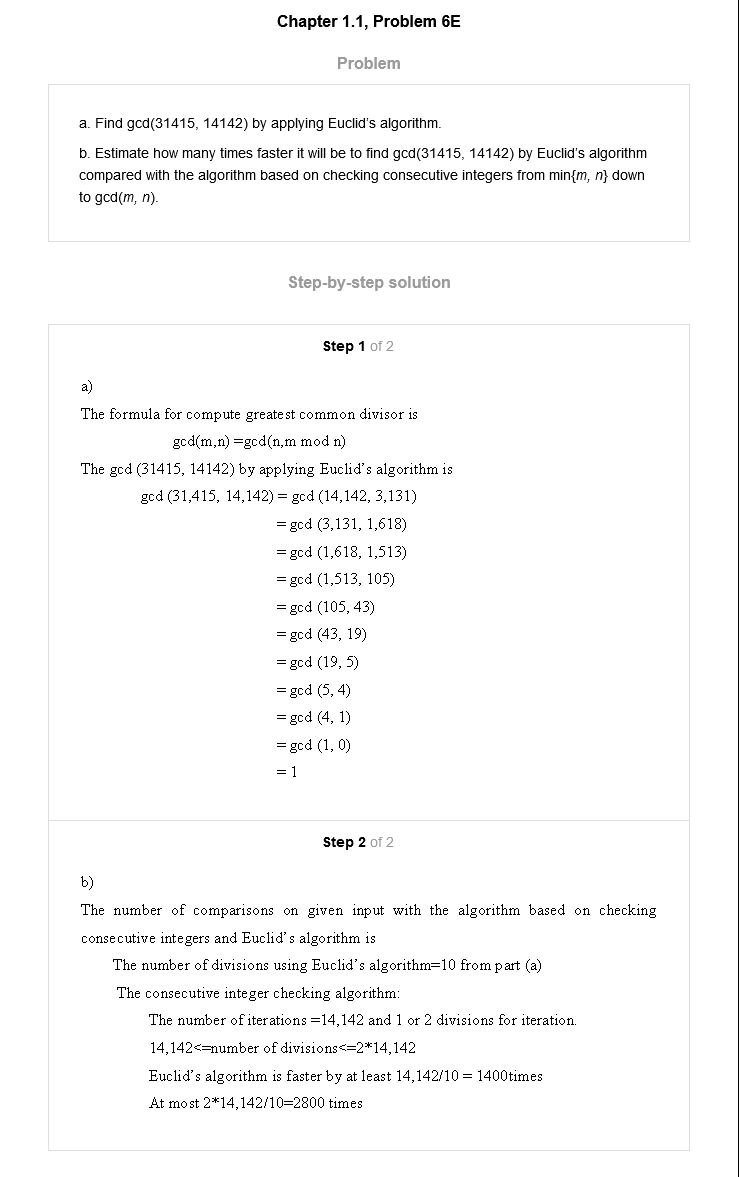 Chapter 1.1, Problem 6E
Problem
a. Find gcd(31415, 14142) by applying Euclid's algorithm.
b. Estimate how many times faster it will be to find gcd(31415, 14142) by Euclid's algorithm
compared with the algorithm based on checking consecutive integers from min{m, n} down
to gcd(m, n).
Step-by-step solution
Step 1 of 2
a)
The formula for compute greatest common divisor is
gcd(m,n) =gcd(n,m mod n)
The gcd (31415, 14142) by applying Euclid's algorithm is
gcd (31,415, 14,142) = gcd (14,142, 3,131)
= gcd (3,131, 1,618)
= gcd (1,618, 1,513)
= gcd (1,513, 105)
= gcd (105, 43)
= gcd (43, 19)
= gcd (19, 5)
= gcd (5, 4)
= gcd (4, 1)
= gcd (1, 0)
= 1
Step 2 of 2
b)
The number of comparisons on given input with the algorithm based on checking
consecutive integers and Euclid's algorithm is
The number of divisions using Euclid's algorithm=10 from part (a)
The consecutive integer checking algorithm:
The number of iterations =14,142 and 1 or 2 divisions for iteration.
14,142<=number of divisions<=2*14,142
Euclid's algorithm is faster by at least 14,142/10 = 1400times
At most 2*14,142/10=2800 times